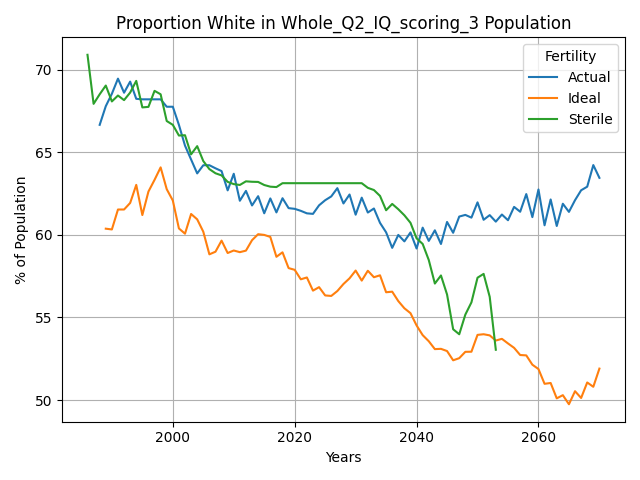 Proportion White in Whole_Q2_IQ_scoring_3 Population
Fertility
Actual
Ideal
Sterile
% of Population
70
65
60
55
50
2000
2020
2040
2060
Years